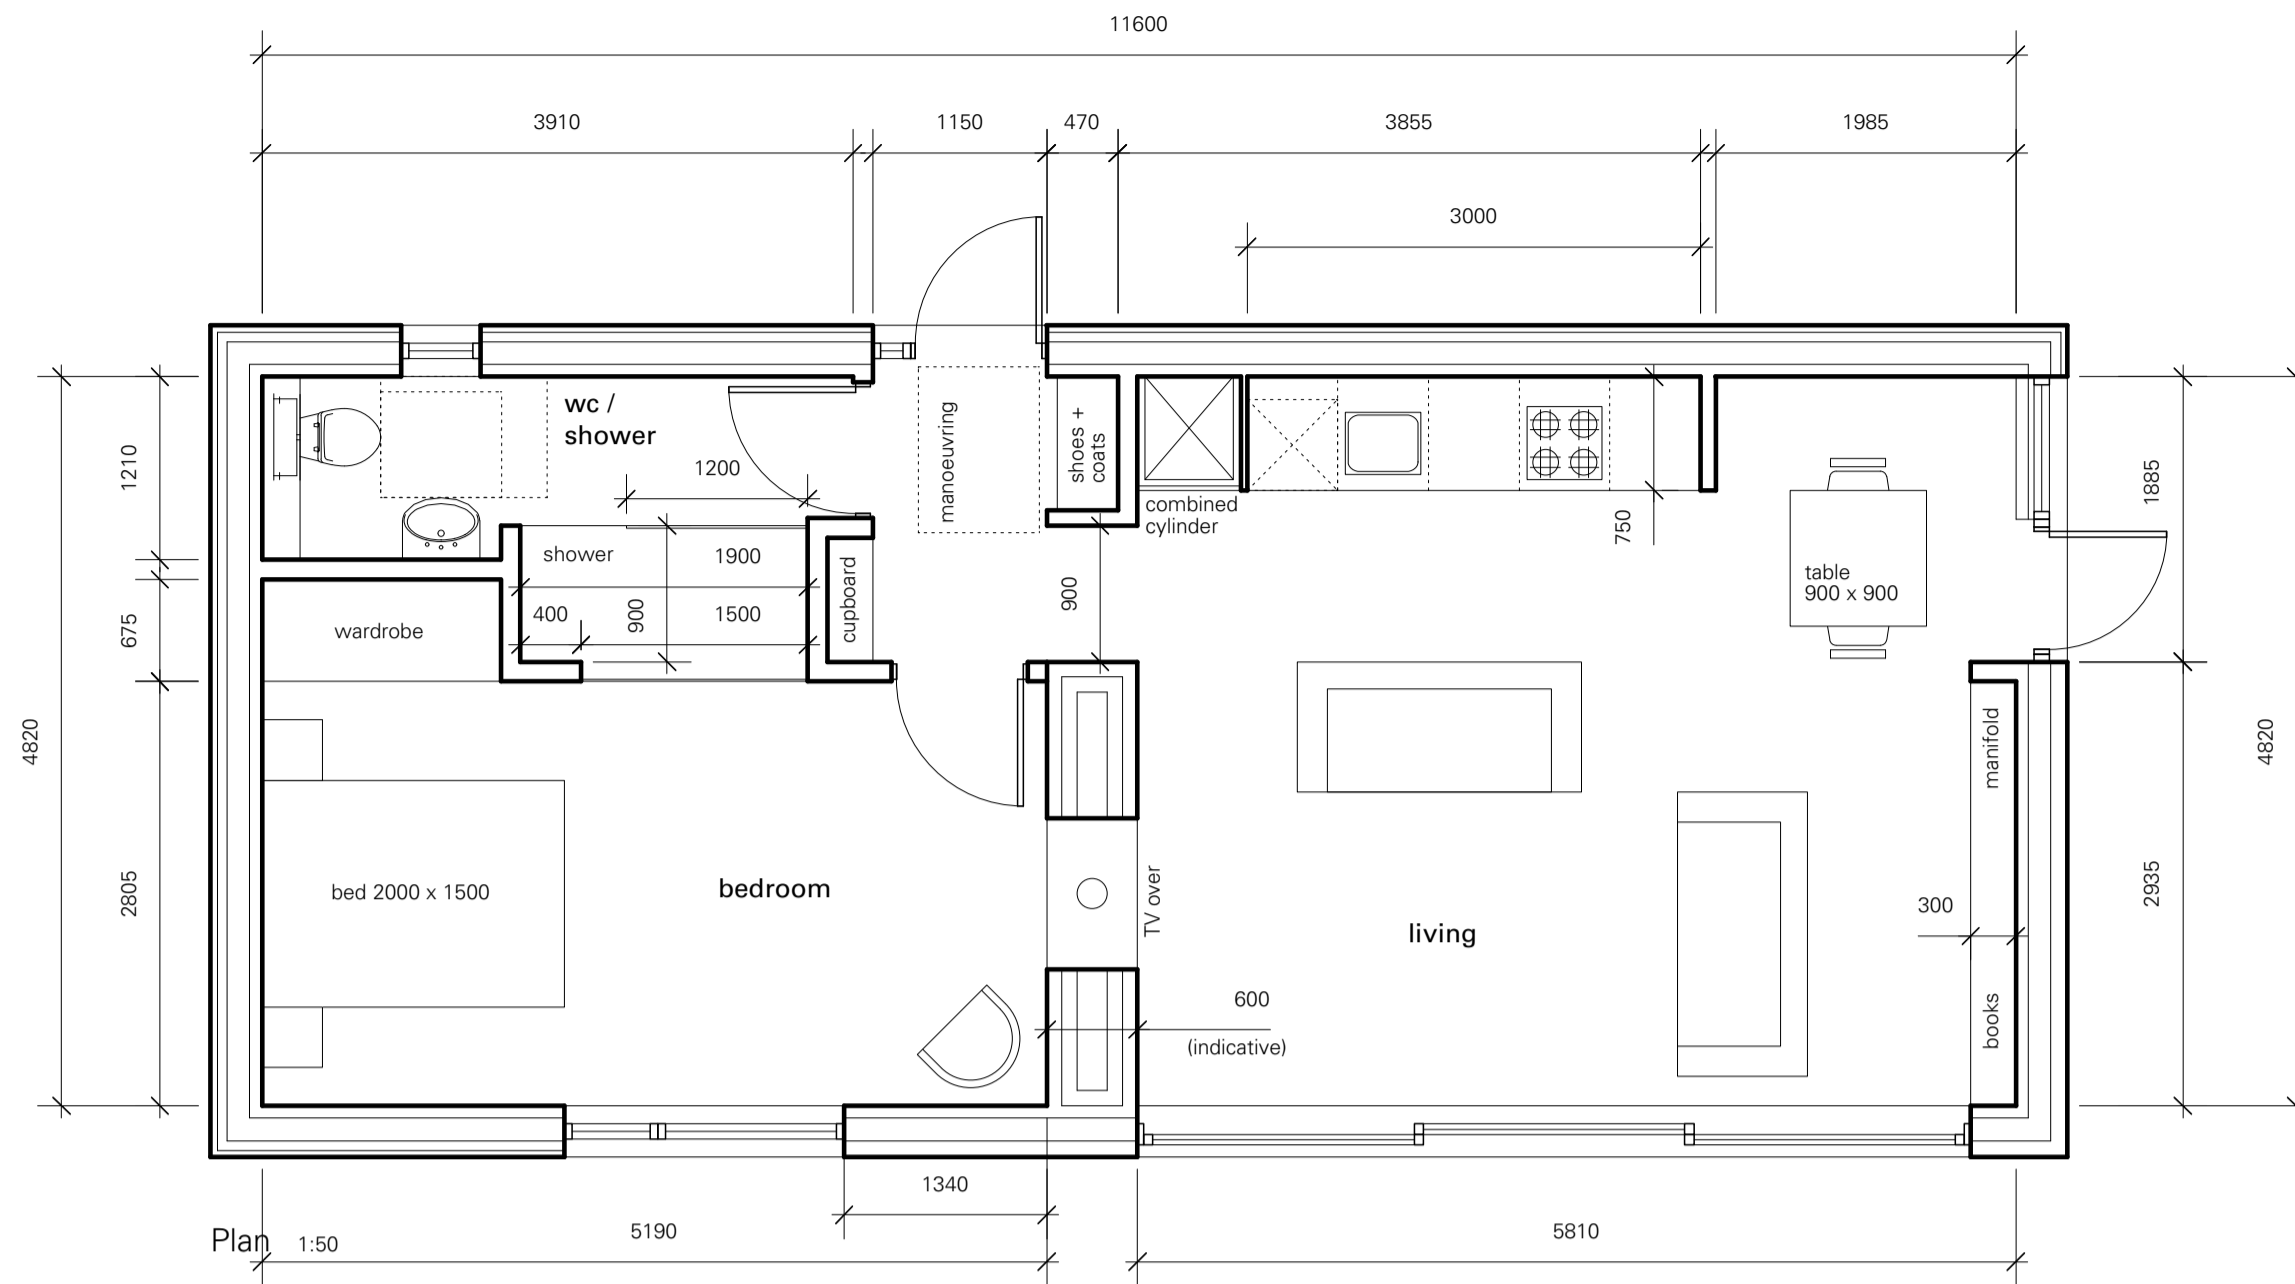 11600
3910
1150
470
3855
1985
3000
wc /
shower
1200
manoeuvring
shoes +
coats
combined
cylinder
750
table
900 x 900
1210
675
2805
4820
1885
2935
4820
shower
1900
400
900
1500
cupboard
900
wardrobe
bed 2000 x 1500
bedroom
TV over
living
manifold
300
books
600
(indicative)
1340
5190
5810
Plan 1:50